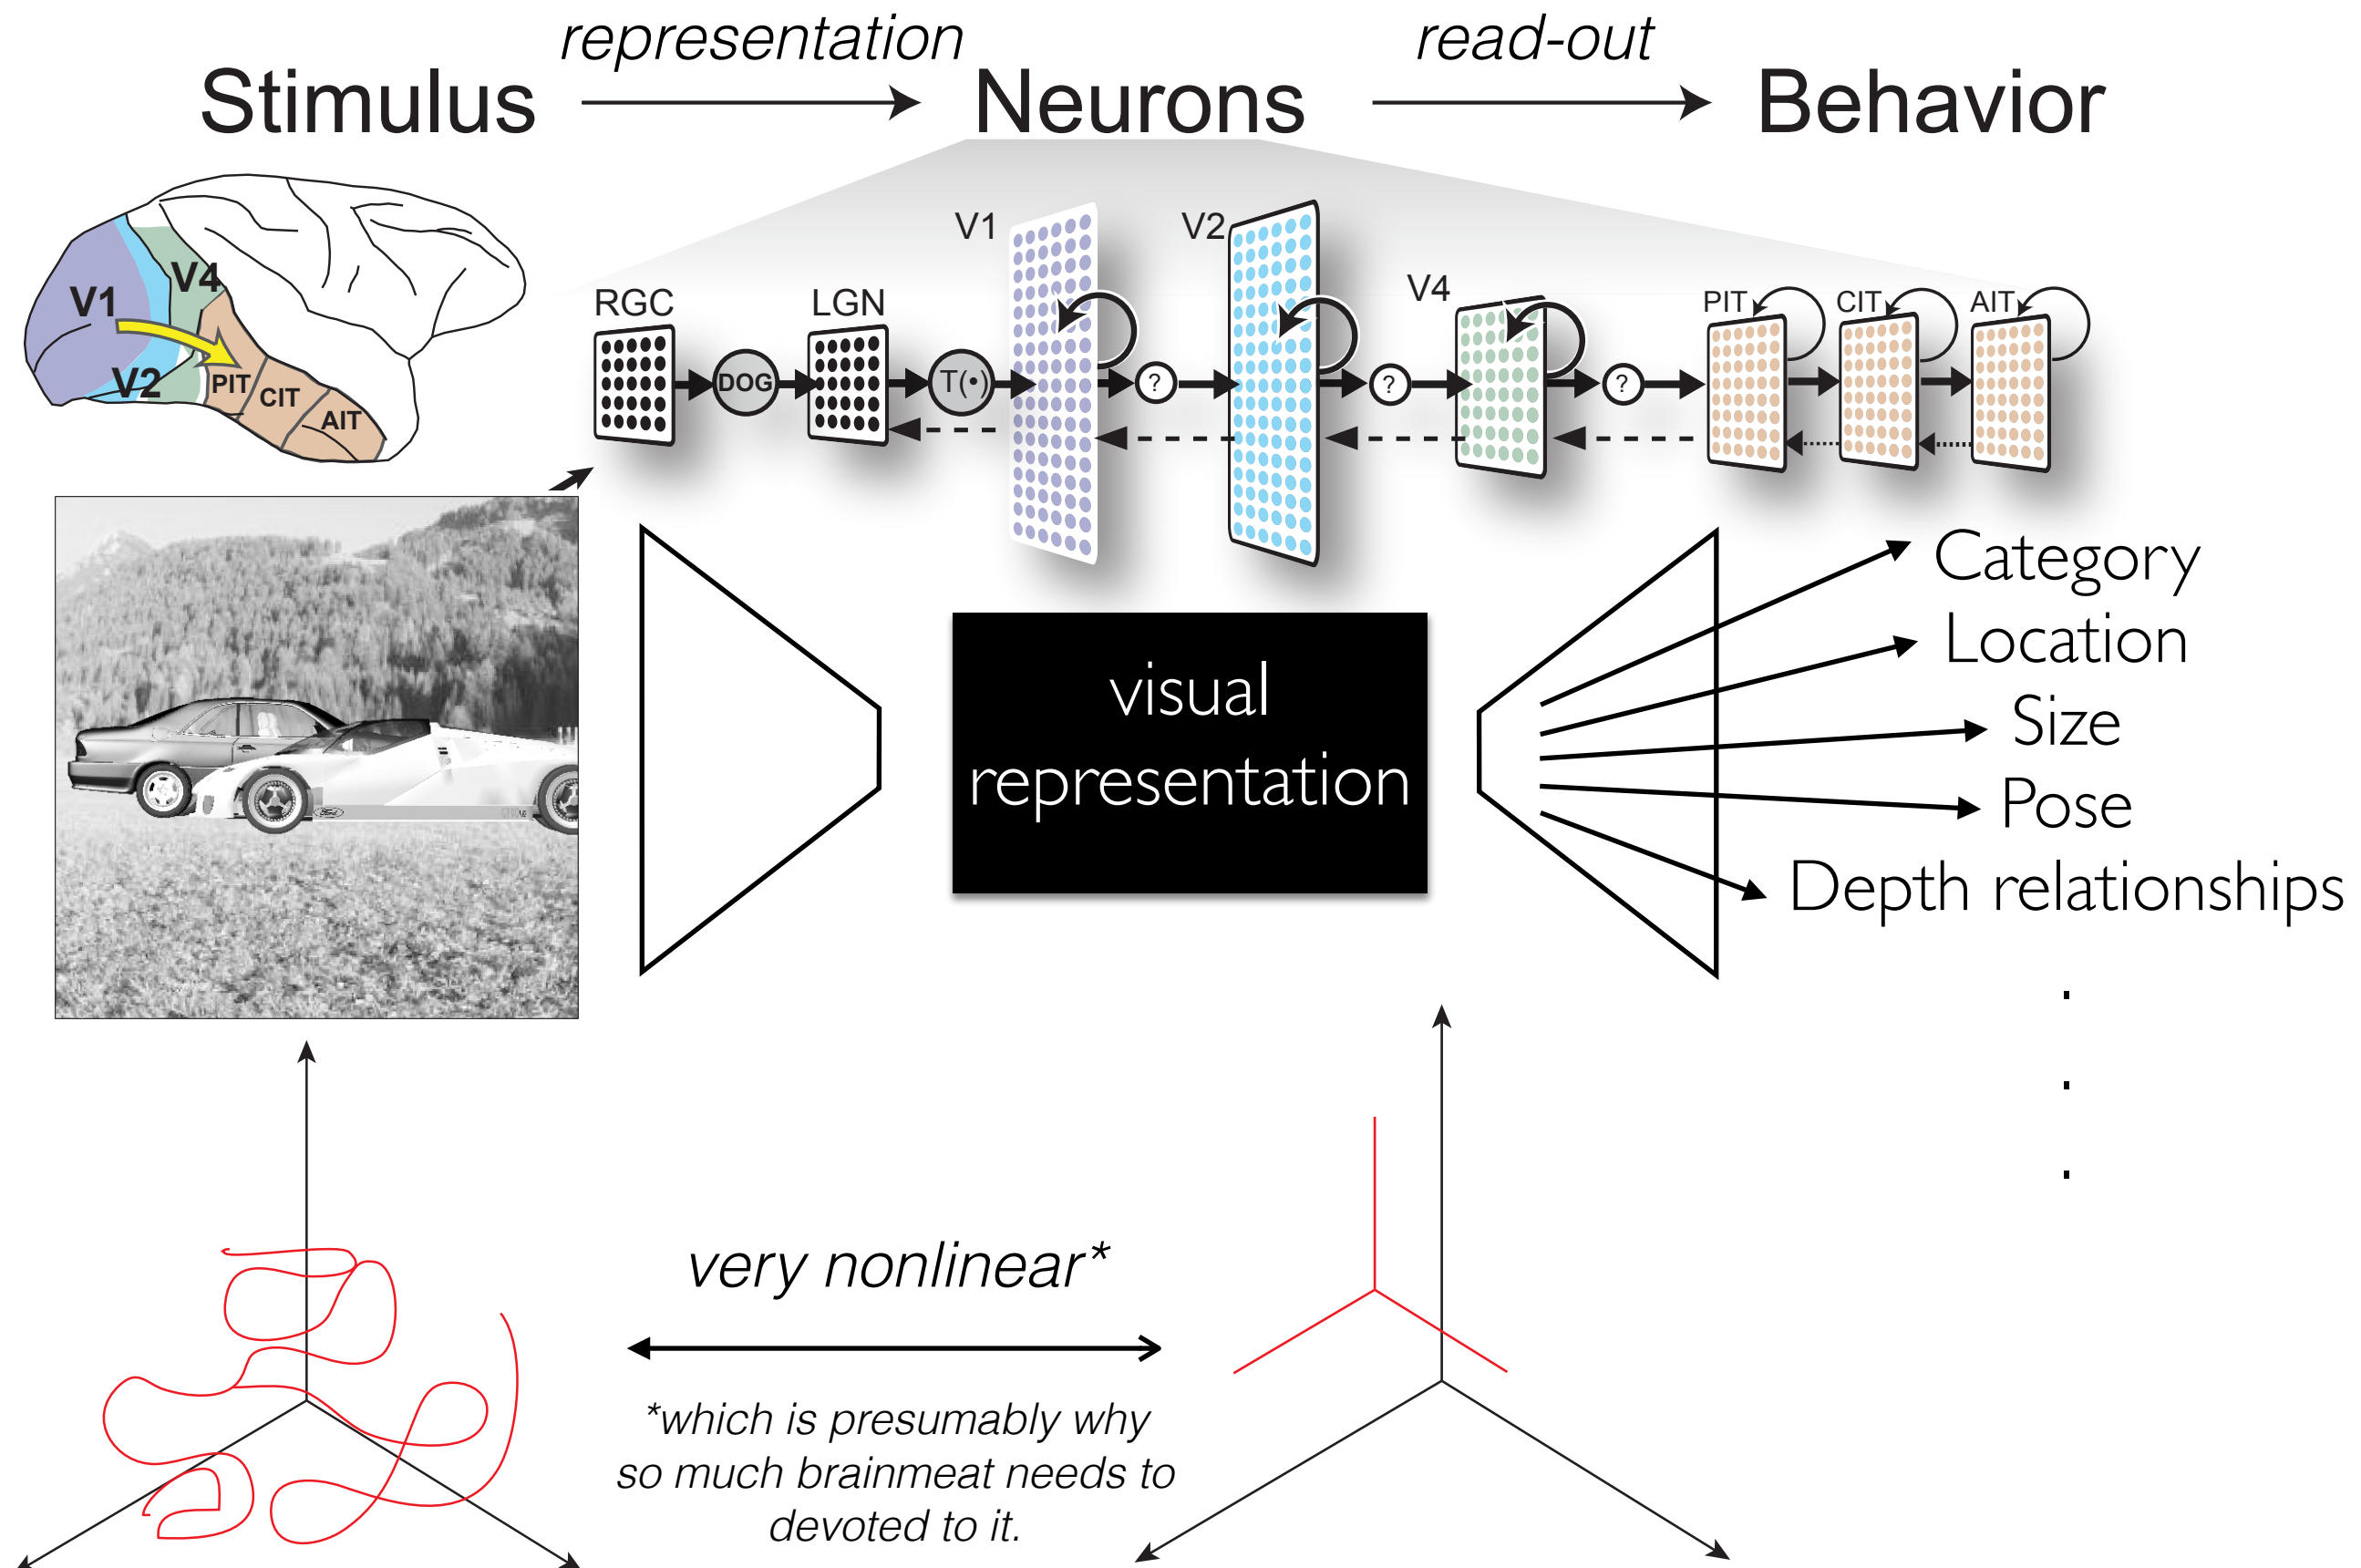 representation
read-out
Stimulus
Neurons
Behavior
V1
V2
V4
PIT
CIT
AIT
RGC
DOG
LGN
T(•)
V1
?
V2
?
V4
?
PIT
CIT
AIT
visual
representation
Category
Location
Size
Pose
Depth relationships
.
.
.
very nonlinear*
*which is presumably why
so much brainmeat needs to
devoted to it.
Ford